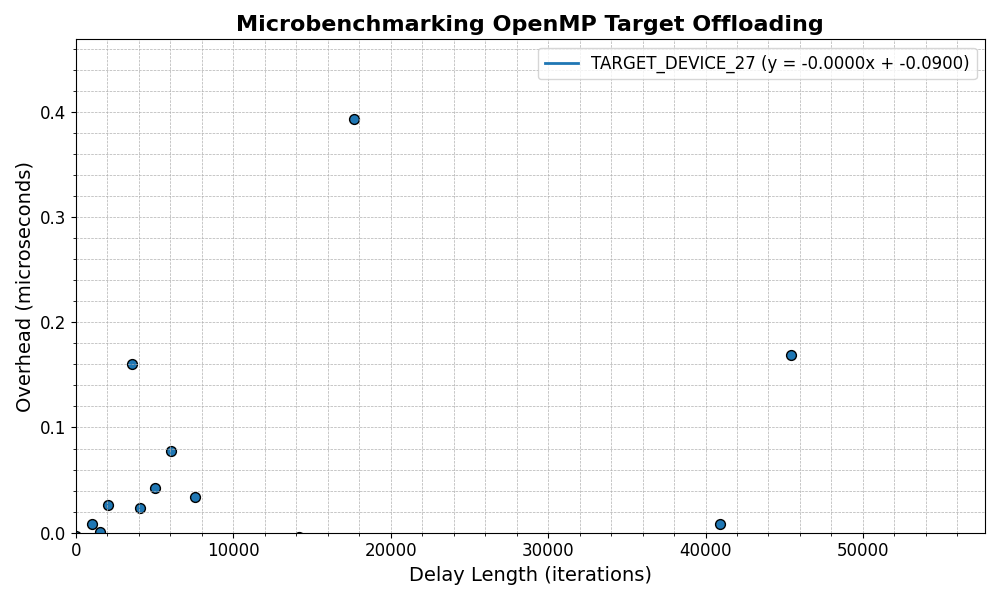 Microbenchmarking OpenMP Target Offloading
TARGET_DEVICE_27 (y = -0.0000x + -0.0900)
Overhead (microseconds)
0.4
0.3
0.2
0.1
0.0
0 10000 20000 30000 40000 50000
Delay Length (iterations)